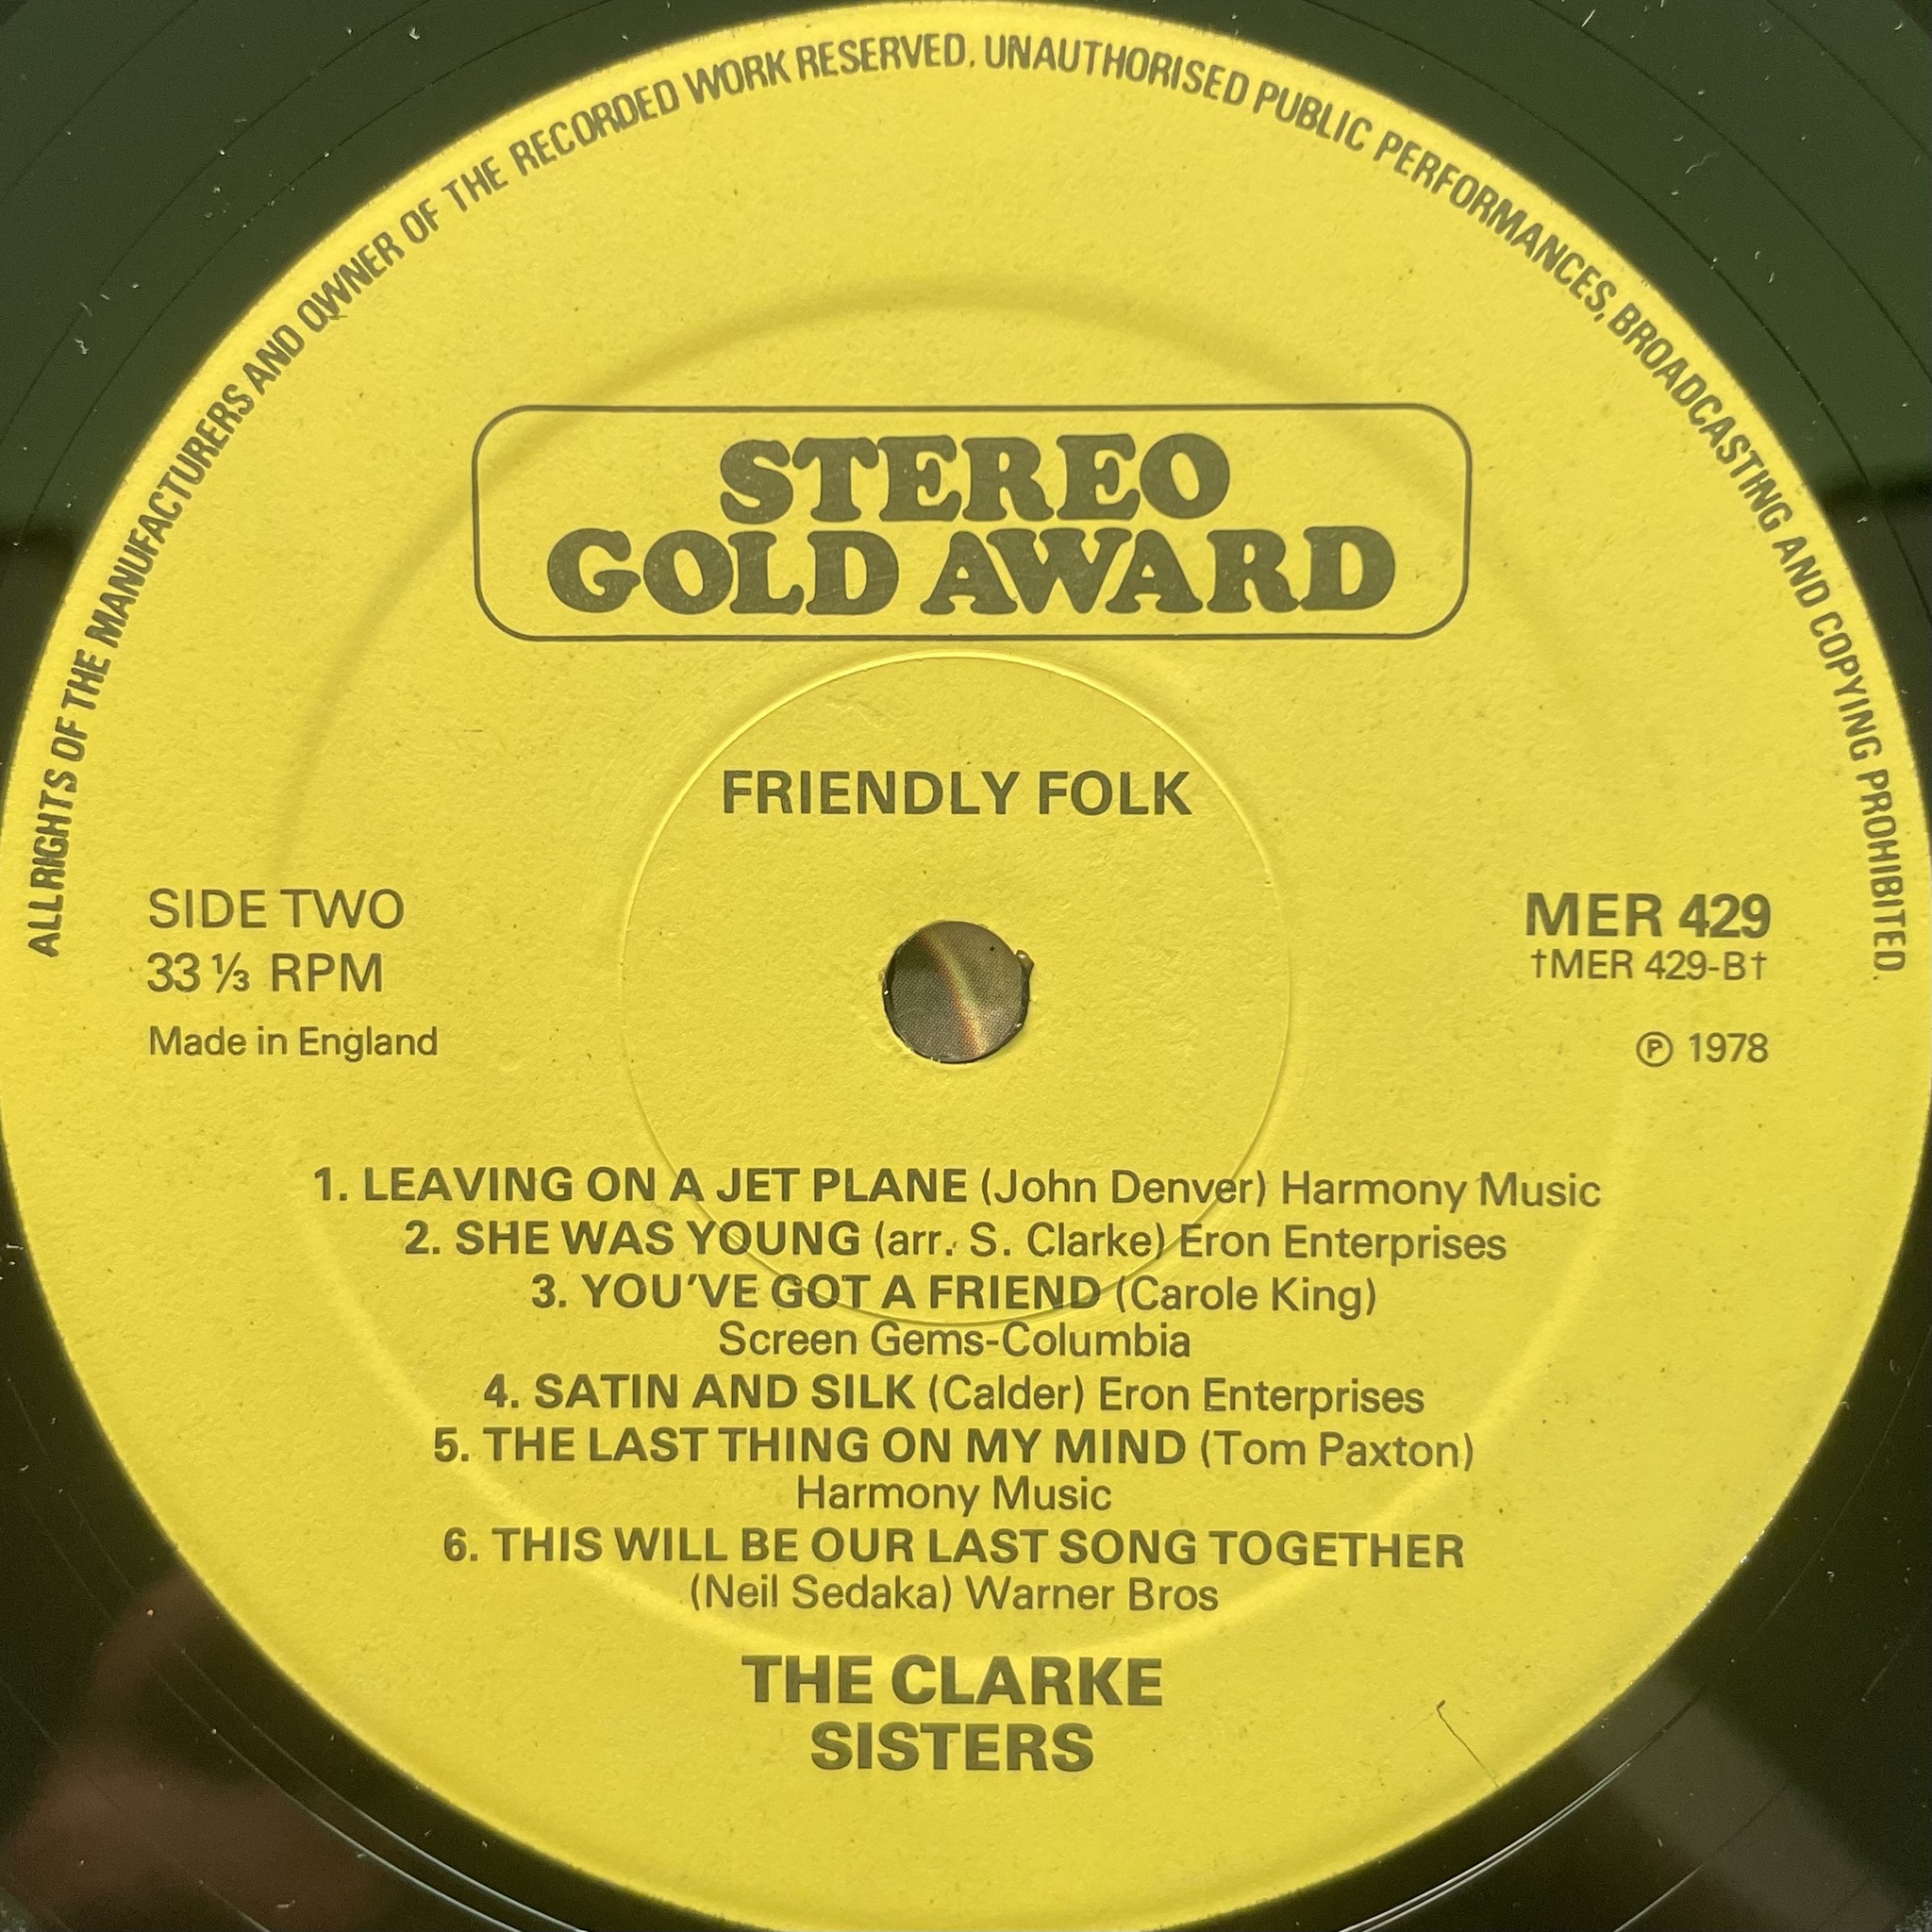 ALL RIGHTS OF THE MANUFACTURERS AND OWNER OF THE RECORDED WORK RESERVED. UNAUTHORISED PUBLIC PERFORMANCES, BROADCASTING AND COPYING PROHIBITED.
STEREO
GOLD AWARD
FRIENDLY FOLK
SIDE TWO
33 ⅓ RPM
Made in England
MER 429
†MER 429-B†
℗ 1978
1. LEAVING ON A JET PLANE (John Denver) Harmony Music
2. SHE WAS YOUNG (arr. S. Clarke) Eron Enterprises
3. YOU'VE GOT A FRIEND (Carole King)
Screen Gems-Columbia
4. SATIN AND SILK (Calder) Eron Enterprises
5. THE LAST THING ON MY MIND (Tom Paxton)
Harmony Music
6. THIS WILL BE OUR LAST SONG TOGETHER
(Neil Sedaka) Warner Bros
THE CLARKE
SISTERS